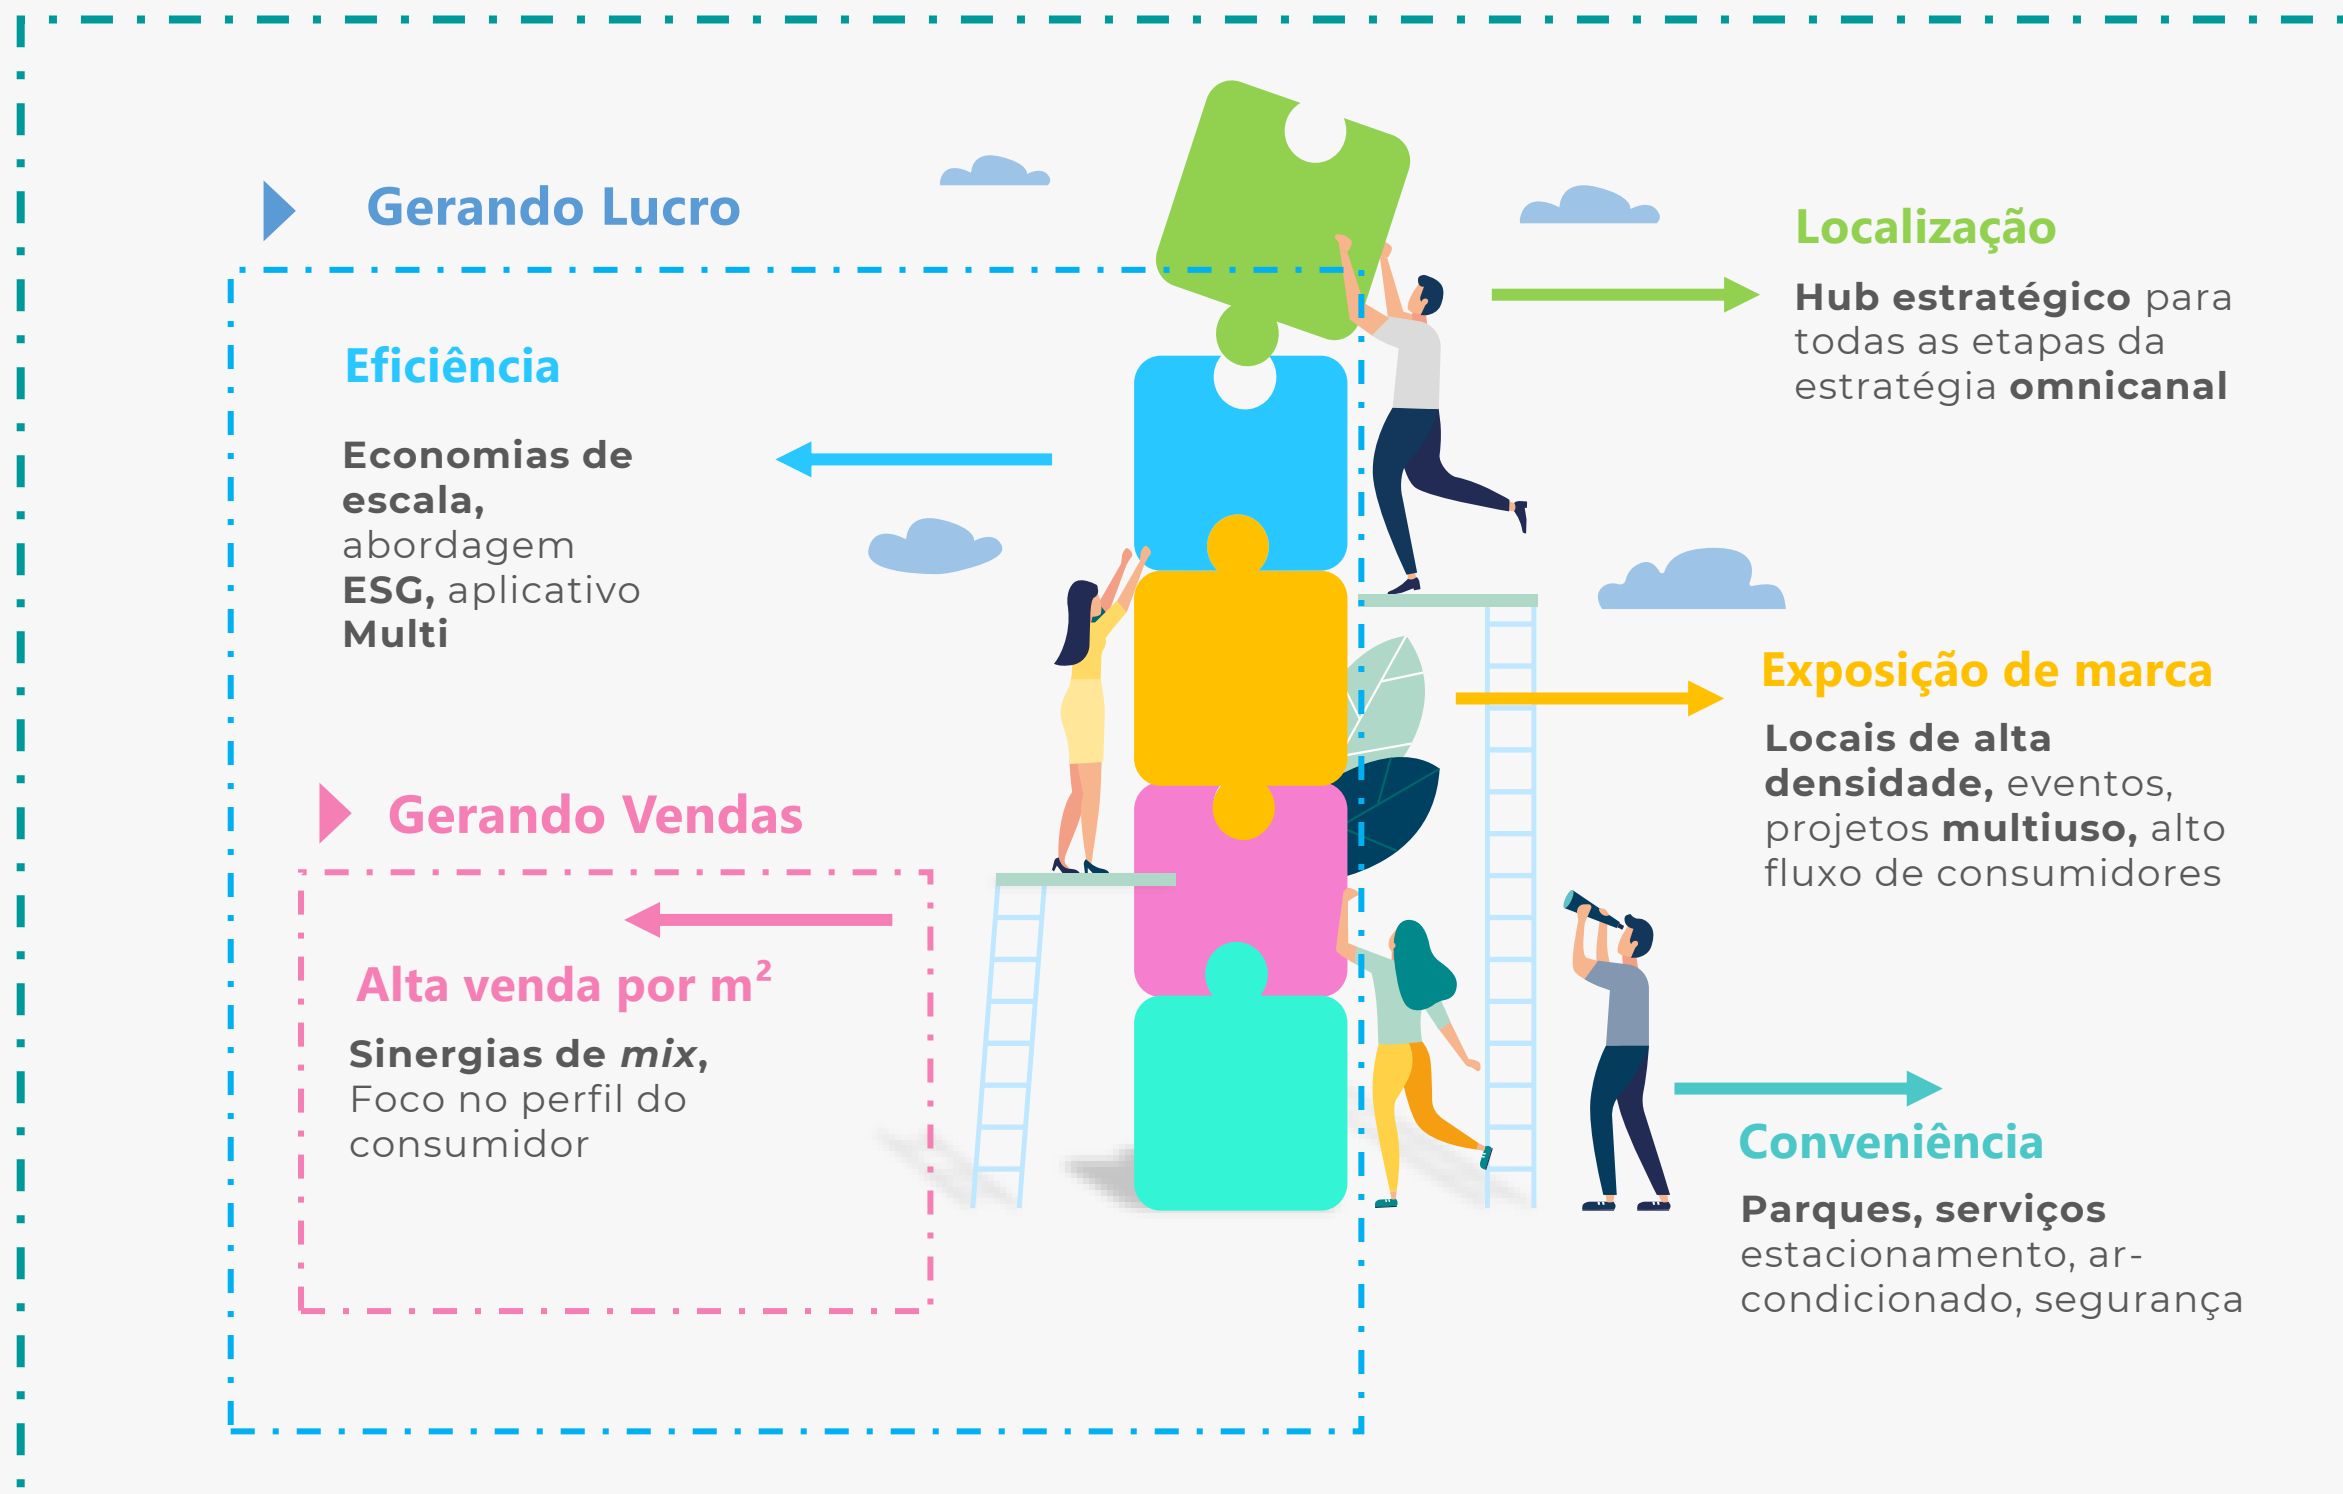 Gerando Lucro
Eficiência
Economias de
escala,
abordagem
ESG, aplicativo
Multi
Gerando Vendas
Alta venda por m²
Sinergias de mix,
Foco no perfil do
consumidor
Localização
Hub estratégico para
todas as etapas da
estratégia omnicanal
Exposição de marca
Locais de alta
densidade, eventos,
projetos multiuso, alto
fluxo de consumidores
Conveniência
Parques, serviços
estacionamento, ar-
condicionado, segurança